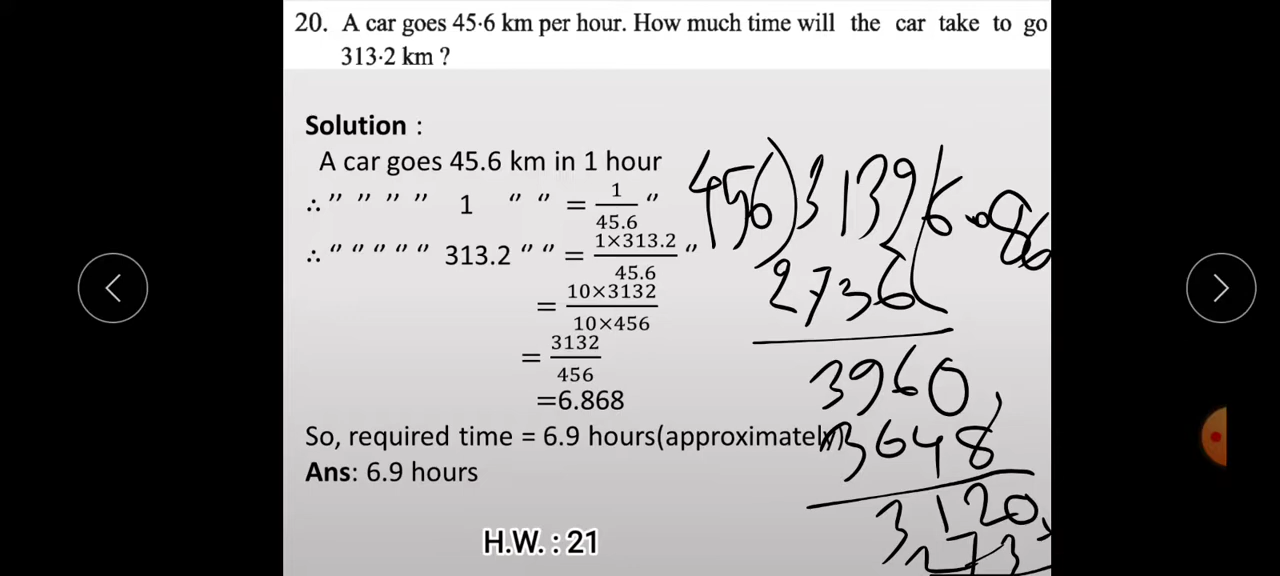 20. A car goes 45·6 km per hour. How much time will the car take to go
313·2 km ?
Solution :
A car goes 45.6 km in 1 hour
∴ ” ” ” ” 1 ” ” = 1/45.6 ”
∴ ” ” ” ” ” 313.2 ” ” = 1×313.2/45.6 ”
= 10×3132/10×456
= 3132/456
=6.868
So, required time = 6.9 hours(approximately
Ans: 6.9 hours
H.W. : 21
456)3132(6.86
2736
3960
3648
3120
273